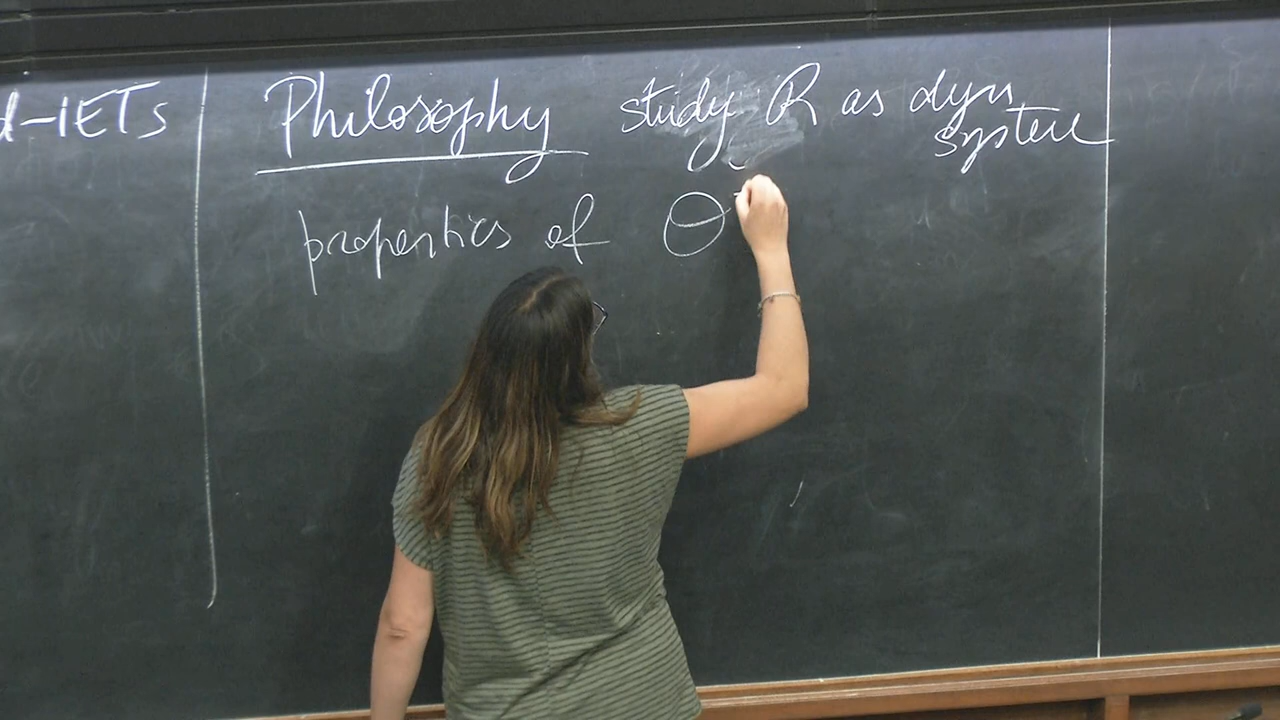 d-IETs
Philosophy study R as dyn
system
properties of Θ